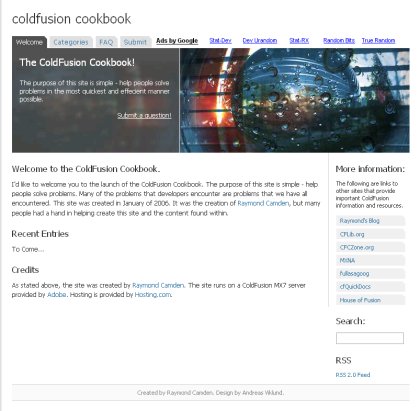 coldfusion cookbook
Welcome Categories FAQ Submit Ads by Google Stat-Dev Dev Urandom Stat-RX Random Bits True Random
The ColdFusion Cookbook!
The purpose of this site is simple - help people solve
problems in the most quickest and effecient manner
possible.
Submit a question!
Welcome to the ColdFusion Cookbook.
I'd like to welcome you to the launch of the ColdFusion Cookbook. The purpose of this site is simple - help
people solve problems. Many of the problems that developers encounter are problems that we have all
encountered. This site was created in January of 2006. It was the creation of Raymond Camden, but many
people had a hand in helping create this site and the content found within.
Recent Entries
To Come...
Credits
As stated above, the site was created by Raymond Camden. The site runs on a ColdFusion MX7 server
provided by Adobe. Hosting is provided by Hosting.com.
More information:
The following are links to
other sites that provide
important ColdFusion
information and resources.
Raymond's Blog
CFLib.org
CFCZone.org
MXNA
fullasagoog
cfQuickDocs
House of Fusion
Search:
RSS
RSS 2.0 Feed
Created by Raymond Camden. Design by Andreas Viklund.